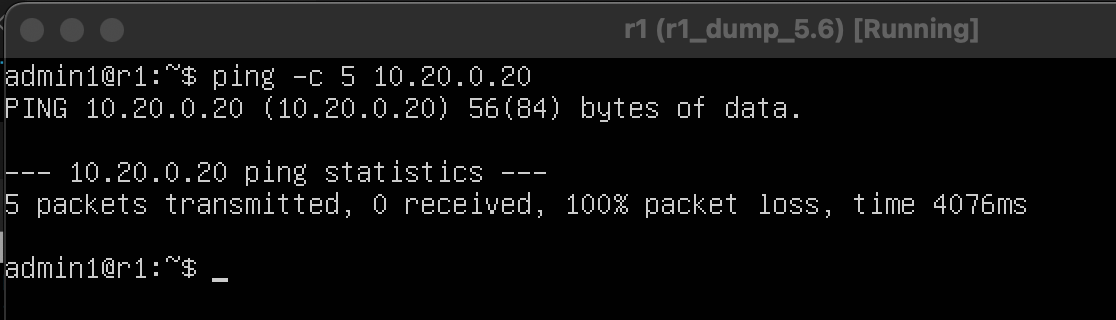 r1 (r1_dump_5.6) [Running]
admin1@r1:~$ ping -c 5 10.20.0.20
PING 10.20.0.20 (10.20.0.20) 56(84) bytes of data.
--- 10.20.0.20 ping statistics ---
5 packets transmitted, 0 received, 100% packet loss, time 4076ms
admin1@r1:~$ _